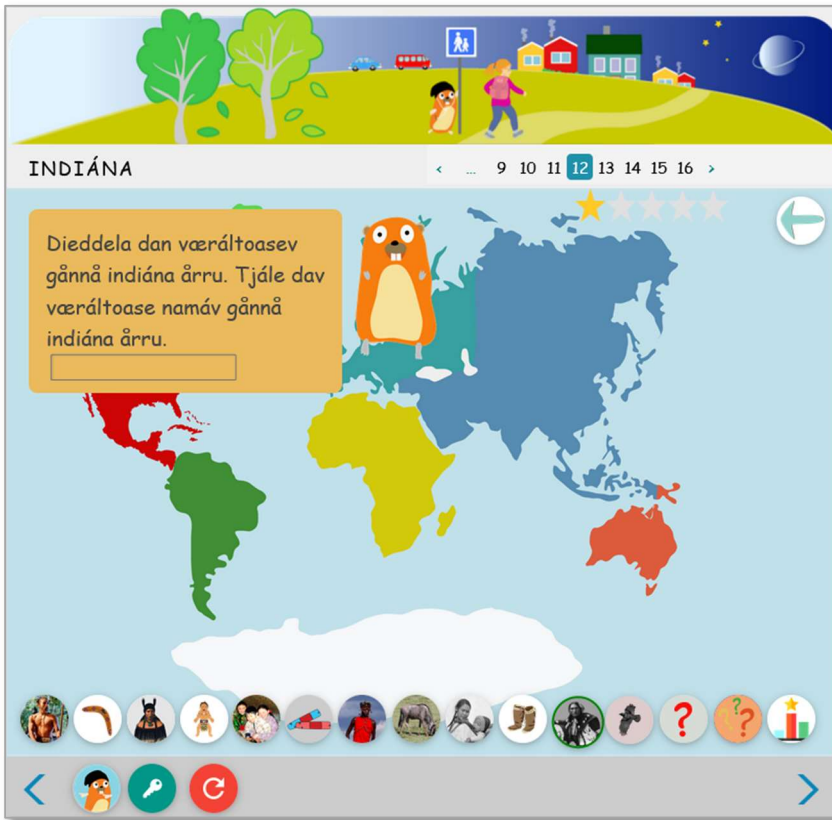 INDIÁNA
‹ ... 9 10 11 12 13 14 15 16 ›
Dieddela dan væráltoasev
gånnå indiána årru. Tjále dav
væráltoase namáv gånnå
indiána årru.